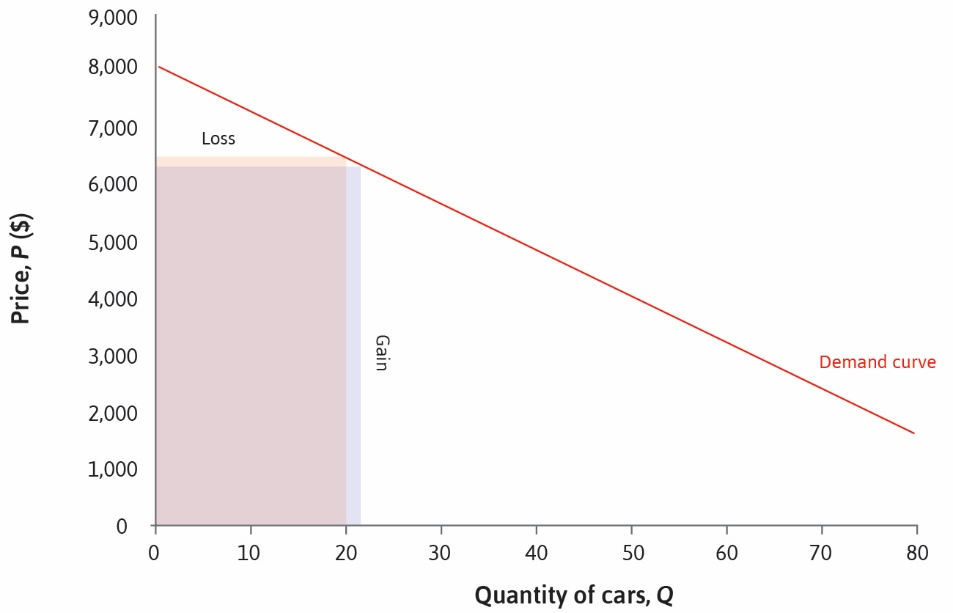 9,000
8,000
7,000
6,000
5,000
4,000
3,000
2,000
1,000
0
Price, P ($)
Loss
Gain
Demand curve
0 10 20 30 40 50 60 70 80
Quantity of cars, Q